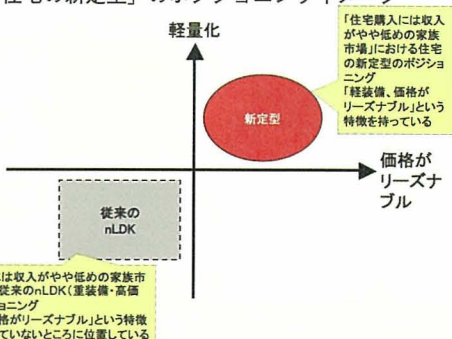 住宅の新定型」のポジショニングイメージ
軽量化
「住宅購入には収入
がやや低めの家族
市場」における住宅
の新定型のポジショ
ニング
「軽装備、価格が
リーズナブル」という
特徴を持っている
新定型
価格が
リーズナ
ブル
従来の
nLDK
には収入がやや低めの家族市
従来のnLDK(重装備・高価
ショニング
格がリーズナブル」という特徴
ていないところに位置している